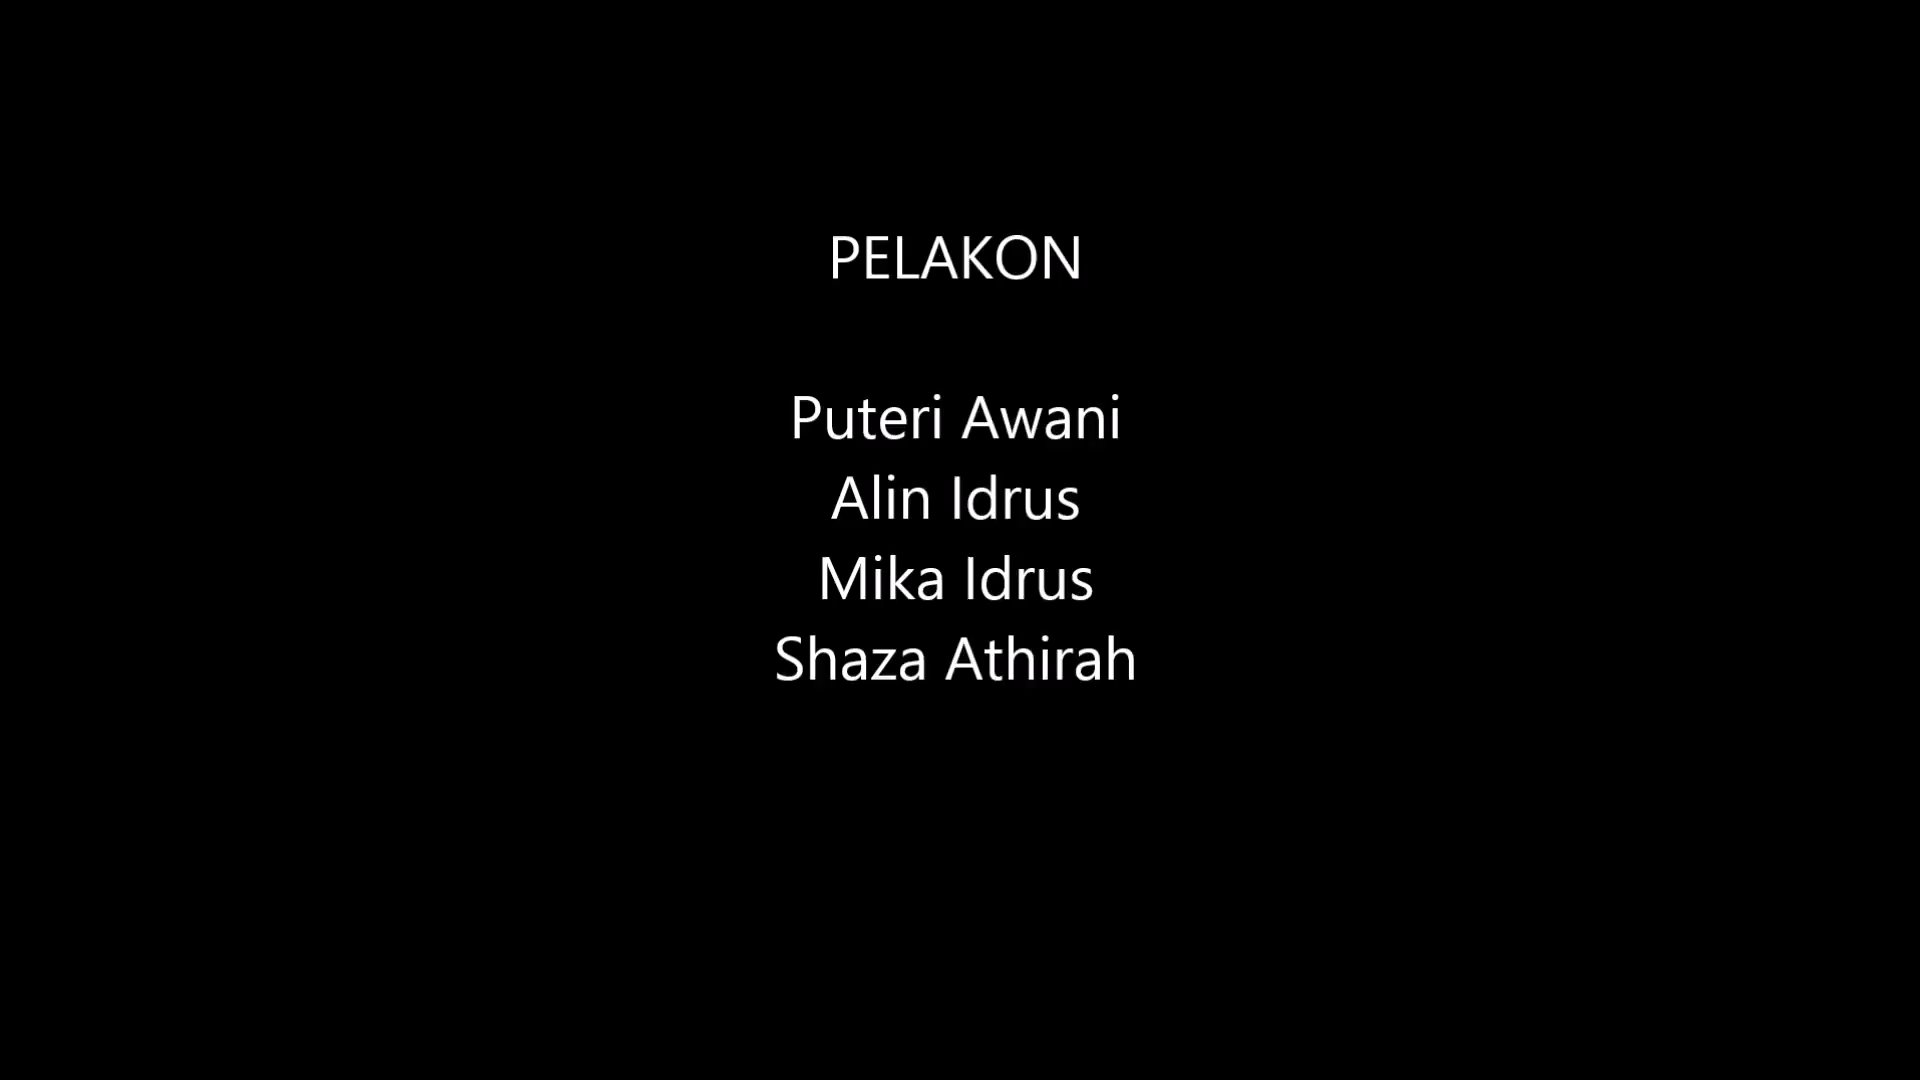 PELAKON
Puteri Awani
Alin Idrus
Mika Idrus
Shaza Athirah